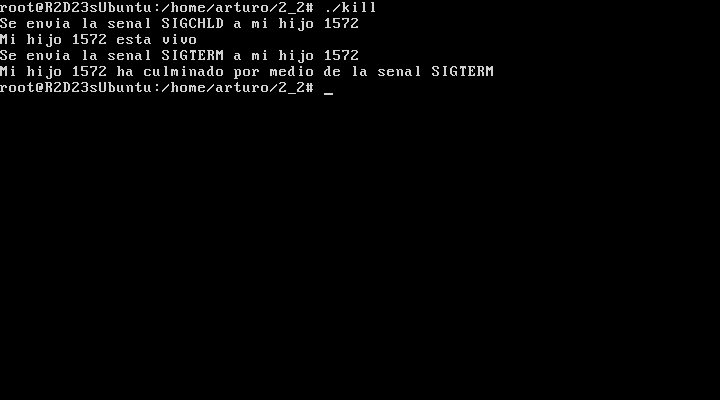 root@R2D23sUbuntu:/home/arturo/2_2# ./kill
Se envia la senal SIGCHLD a mi hijo 1572
Mi hijo 1572 esta vivo
Se envia la senal SIGTERM a mi hijo 1572
Mi hijo 1572 ha culminado por medio de la senal SIGTERM
root@R2D23sUbuntu:/home/arturo/2_2# _